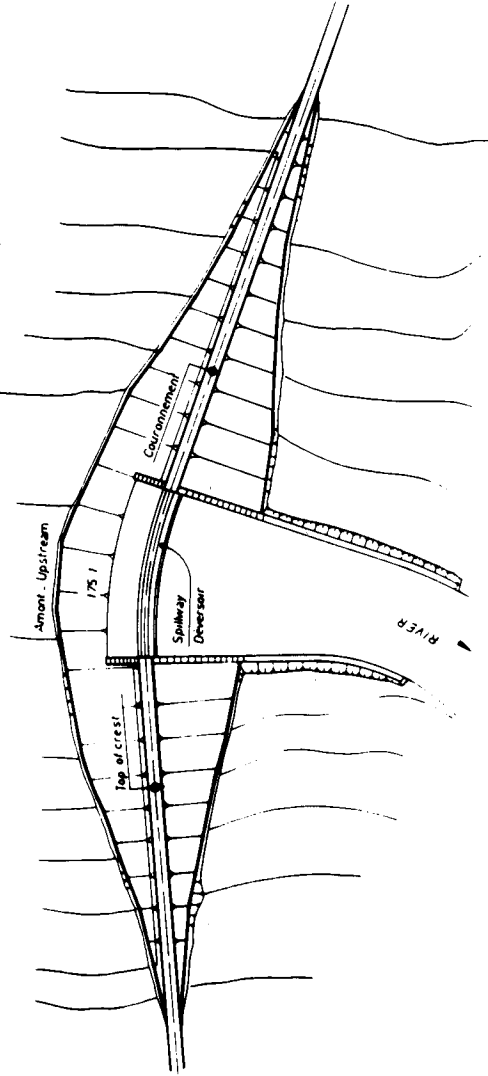 Couronnement
Amont - Upstream
175 1
Spillway
Deversoir
RIVER
Top of crest